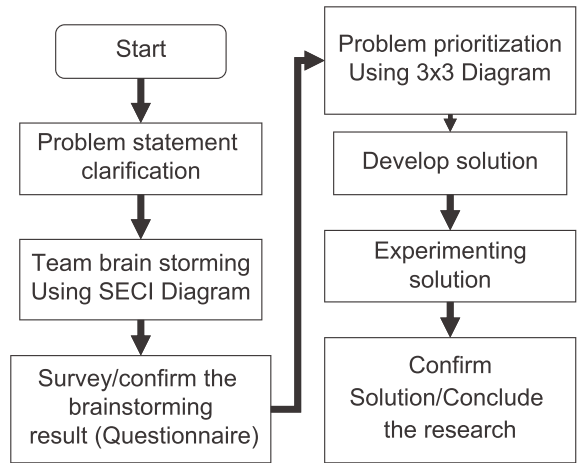 Start
Problem statement
clarification
Team brain storming
Using SECI Diagram
Survey/confirm the
brainstorming
result (Questionnaire)
Problem prioritization
Using 3x3 Diagram
Develop solution
Experimenting
solution
Confirm
Solution/Conclude
the research